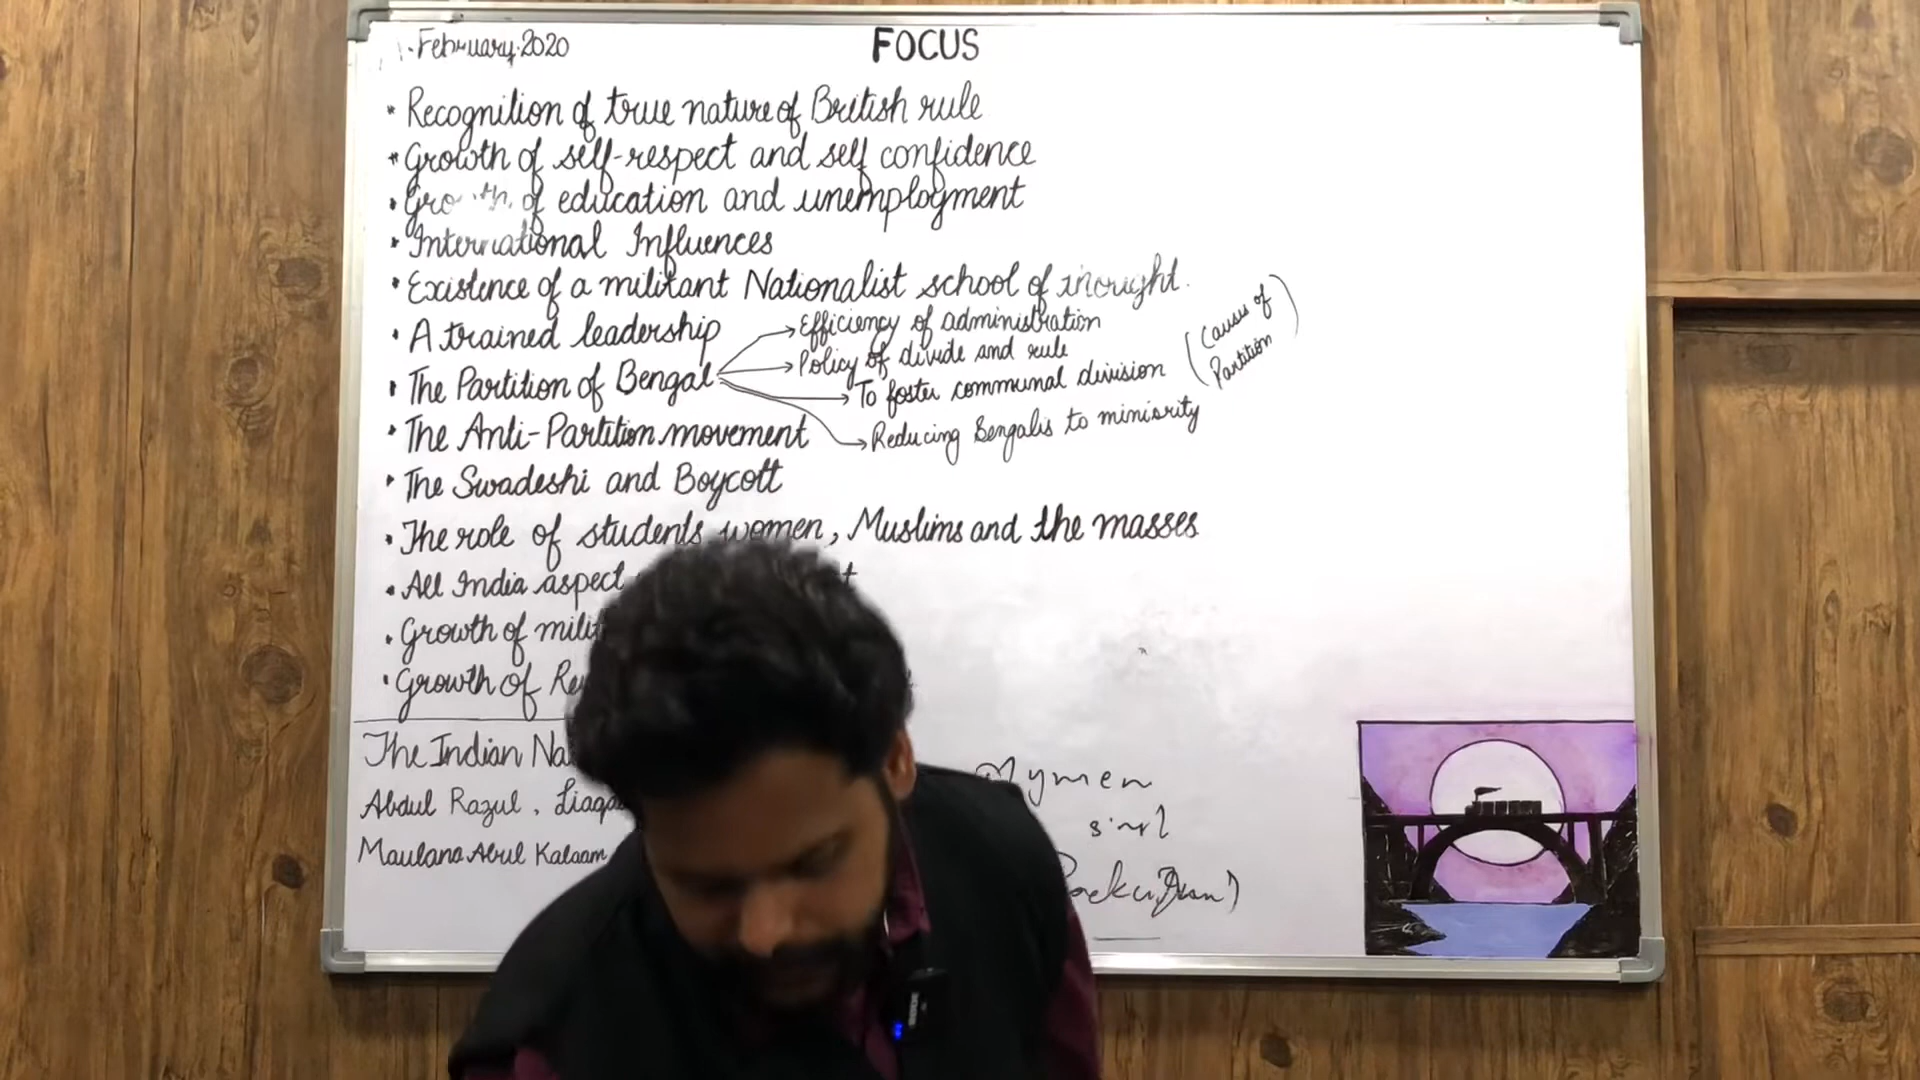 February 2020
FOCUS
Recognition of true nature of British rule
Growth of self-respect and self confidence
Growth of education and unemployment
International Influences
Existence of a militant Nationalist school of thought.
A trained leadership
Efficiency of administration
Policy of divide and rule
(Causes of
Partition)
The Partition of Bengal
To foster communal division
Reducing Bengalis to miniority
The Anti-Partition movement
The Swadeshi and Boycott
The role of students, women, Muslims and the masses
All India aspect
Growth of
Growth of
The Indian
Abdul Razul,
Maulana Abul Kalaam
Mymen
RODE